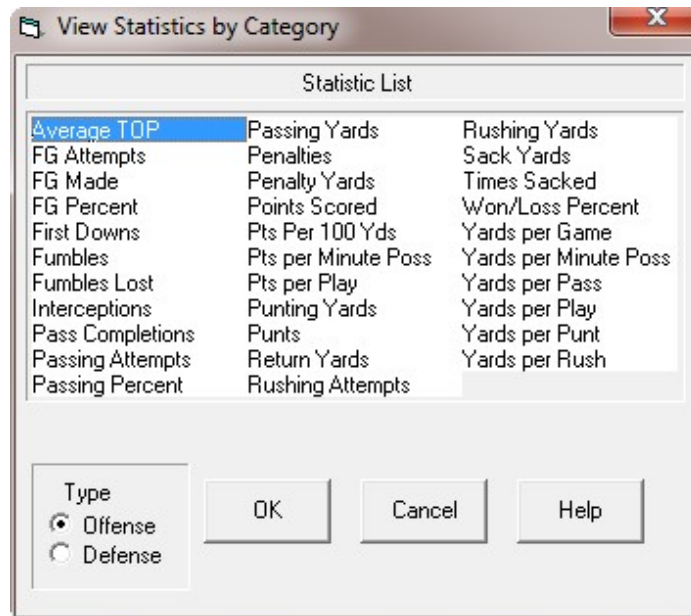 View Statistics by Category
Statistic List
Average TOP
FG Attempts
FG Made
FG Percent
First Downs
Fumbles
Fumbles Lost
Interceptions
Pass Completions
Passing Attempts
Passing Percent
Passing Yards
Penalties
Penalty Yards
Points Scored
Pts Per 100 Yds
Pts per Minute Poss
Pts per Play
Punting Yards
Punts
Return Yards
Rushing Attempts
Rushing Yards
Sack Yards
Times Sacked
Won/Loss Percent
Yards per Game
Yards per Minute Poss
Yards per Pass
Yards per Play
Yards per Punt
Yards per Rush
Type
Offense
Defense
OK
Cancel
Help